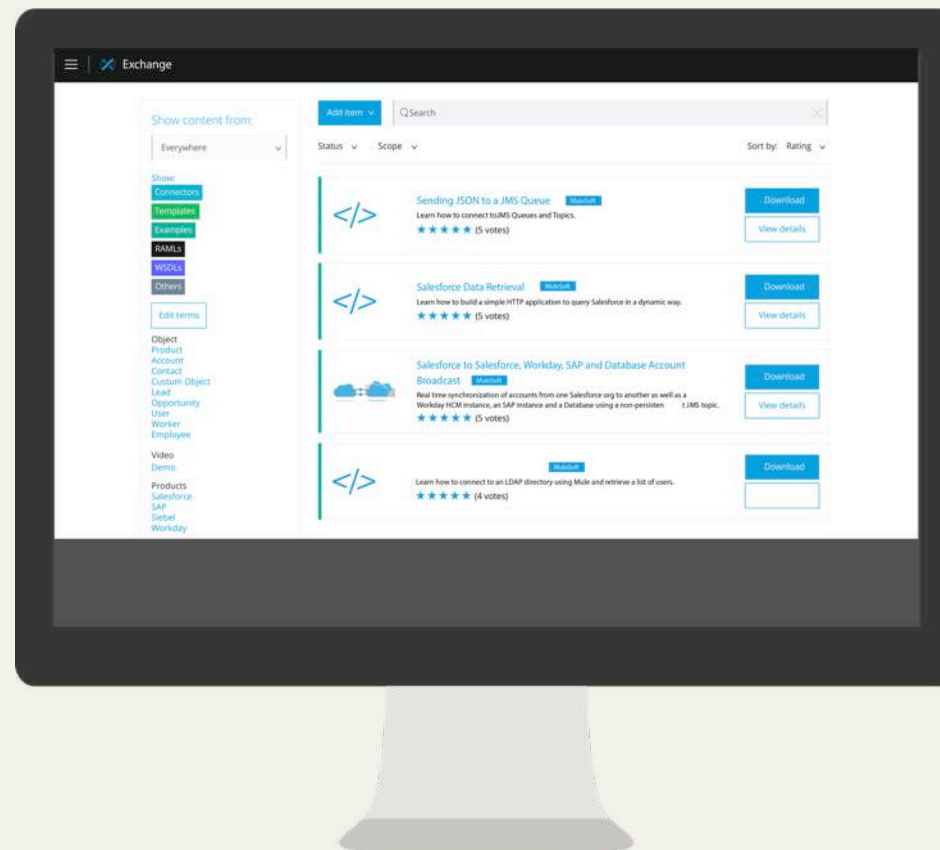 Exchange
Show content from:
Everywhere
Show:
Connectors
Templates
Examples
RAMLs
WSDLs
Others
Edit terms
Object
Product
Account
Contact
Custum Object
Lead
Opportunity
User
Worker
Employee
Video
Demo
Products
Salesforce
SAP
Siebel
Workday
Add item
Search
Status Scope Sort by: Rating
Sending JSON to a JMS Queue MuleSoft
Learn how to connect toJMS Queues and Topics.
(5 votes)
Download
View details
Salesforce Data Retrieval MuleSoft
Learn how to build a simple HTTP application to query Salesforce in a dynamic way.
(5 votes)
Download
View details
Salesforce to Salesforce, Workday, SAP and Database Account
Broadcast MuleSoft
Real time synchronization of accounts from one Salesforce org to another as well as a
Workday HCM instance, an SAP instance and a Database using a non-persisten t JMS topic.
(5 votes)
Download
View details
MuleSoft
Learn how to connect to an LDAP directory using Mule and retrieve a list of users.
(4 votes)
Download